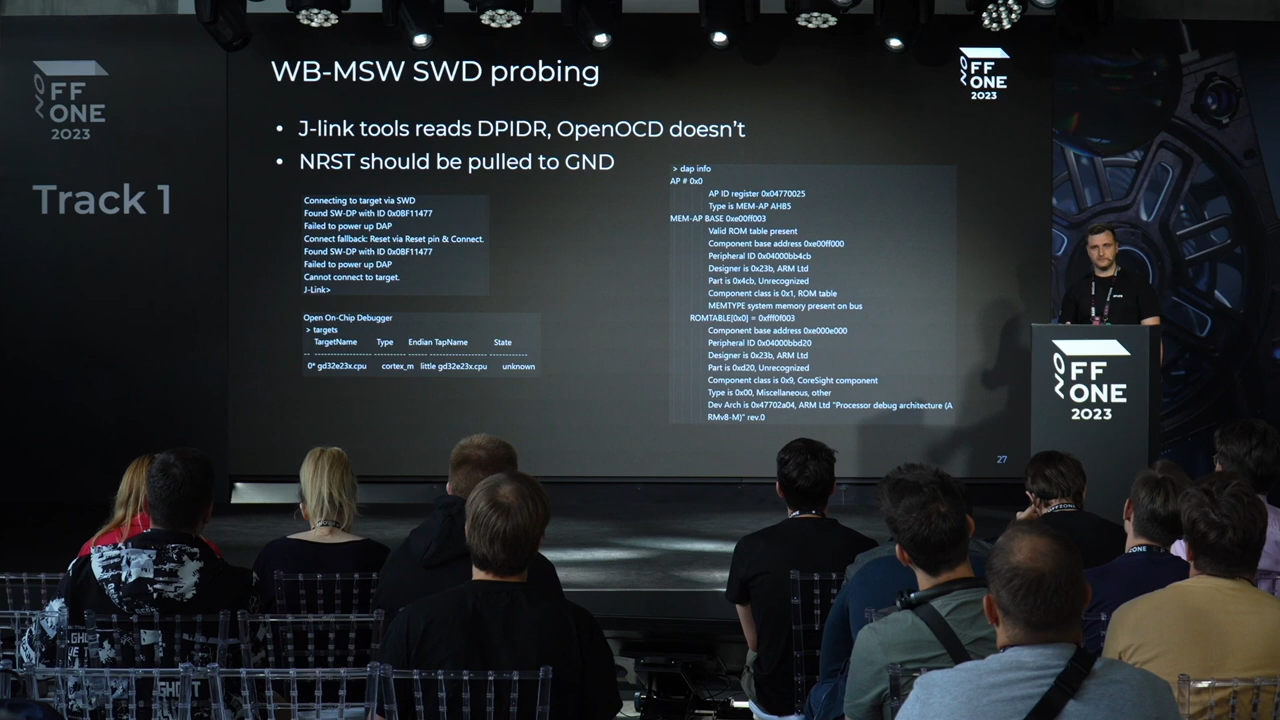 OFF
ZONE
2023
Track 1
WB-MSW SWD probing
• J-link tools reads DPIDR, OpenOCD doesn't
• NRST should be pulled to GND
Connecting to target via SWD
Found SW-DP with ID 0x0BF11477
Failed to power up DAP
Connect fallback: Reset via Reset pin & Connect.
Found SW-DP with ID 0x0BF11477
Failed to power up DAP
Cannot connect to target.
J-Link>
Open On-Chip Debugger
> targets
TargetName Type Endian TapName State
-- ------------------ ---------- ------ ------------------ ------------
0* gd32e23x.cpu cortex_m little gd32e23x.cpu unknown
> dap info
AP # 0x0
AP ID register 0x04770025
Type is MEM-AP AHB5
MEM-AP BASE 0xe00ff003
Valid ROM table present
Component base address 0xe00ff000
Peripheral ID 0x04000bb4cb
Designer is 0x23b, ARM Ltd
Part is 0x4cb, Unrecognized
Component class is 0x1, ROM table
MEMTYPE system memory present on bus
ROMTABLE[0x0] = 0xfff0f003
Component base address 0xe000e000
Peripheral ID 0x04000bbd20
Designer is 0x23b, ARM Ltd
Part is 0xd20, Unrecognized
Component class is 0x9, CoreSight component
Type is 0x00, Miscellaneous, other
Dev Arch is 0x47702a04, ARM Ltd "Processor debug architecture (A
RMv8-M)" rev.0
27
OFF
ZONE
2023
OFF
ZONE
2023
GHOST